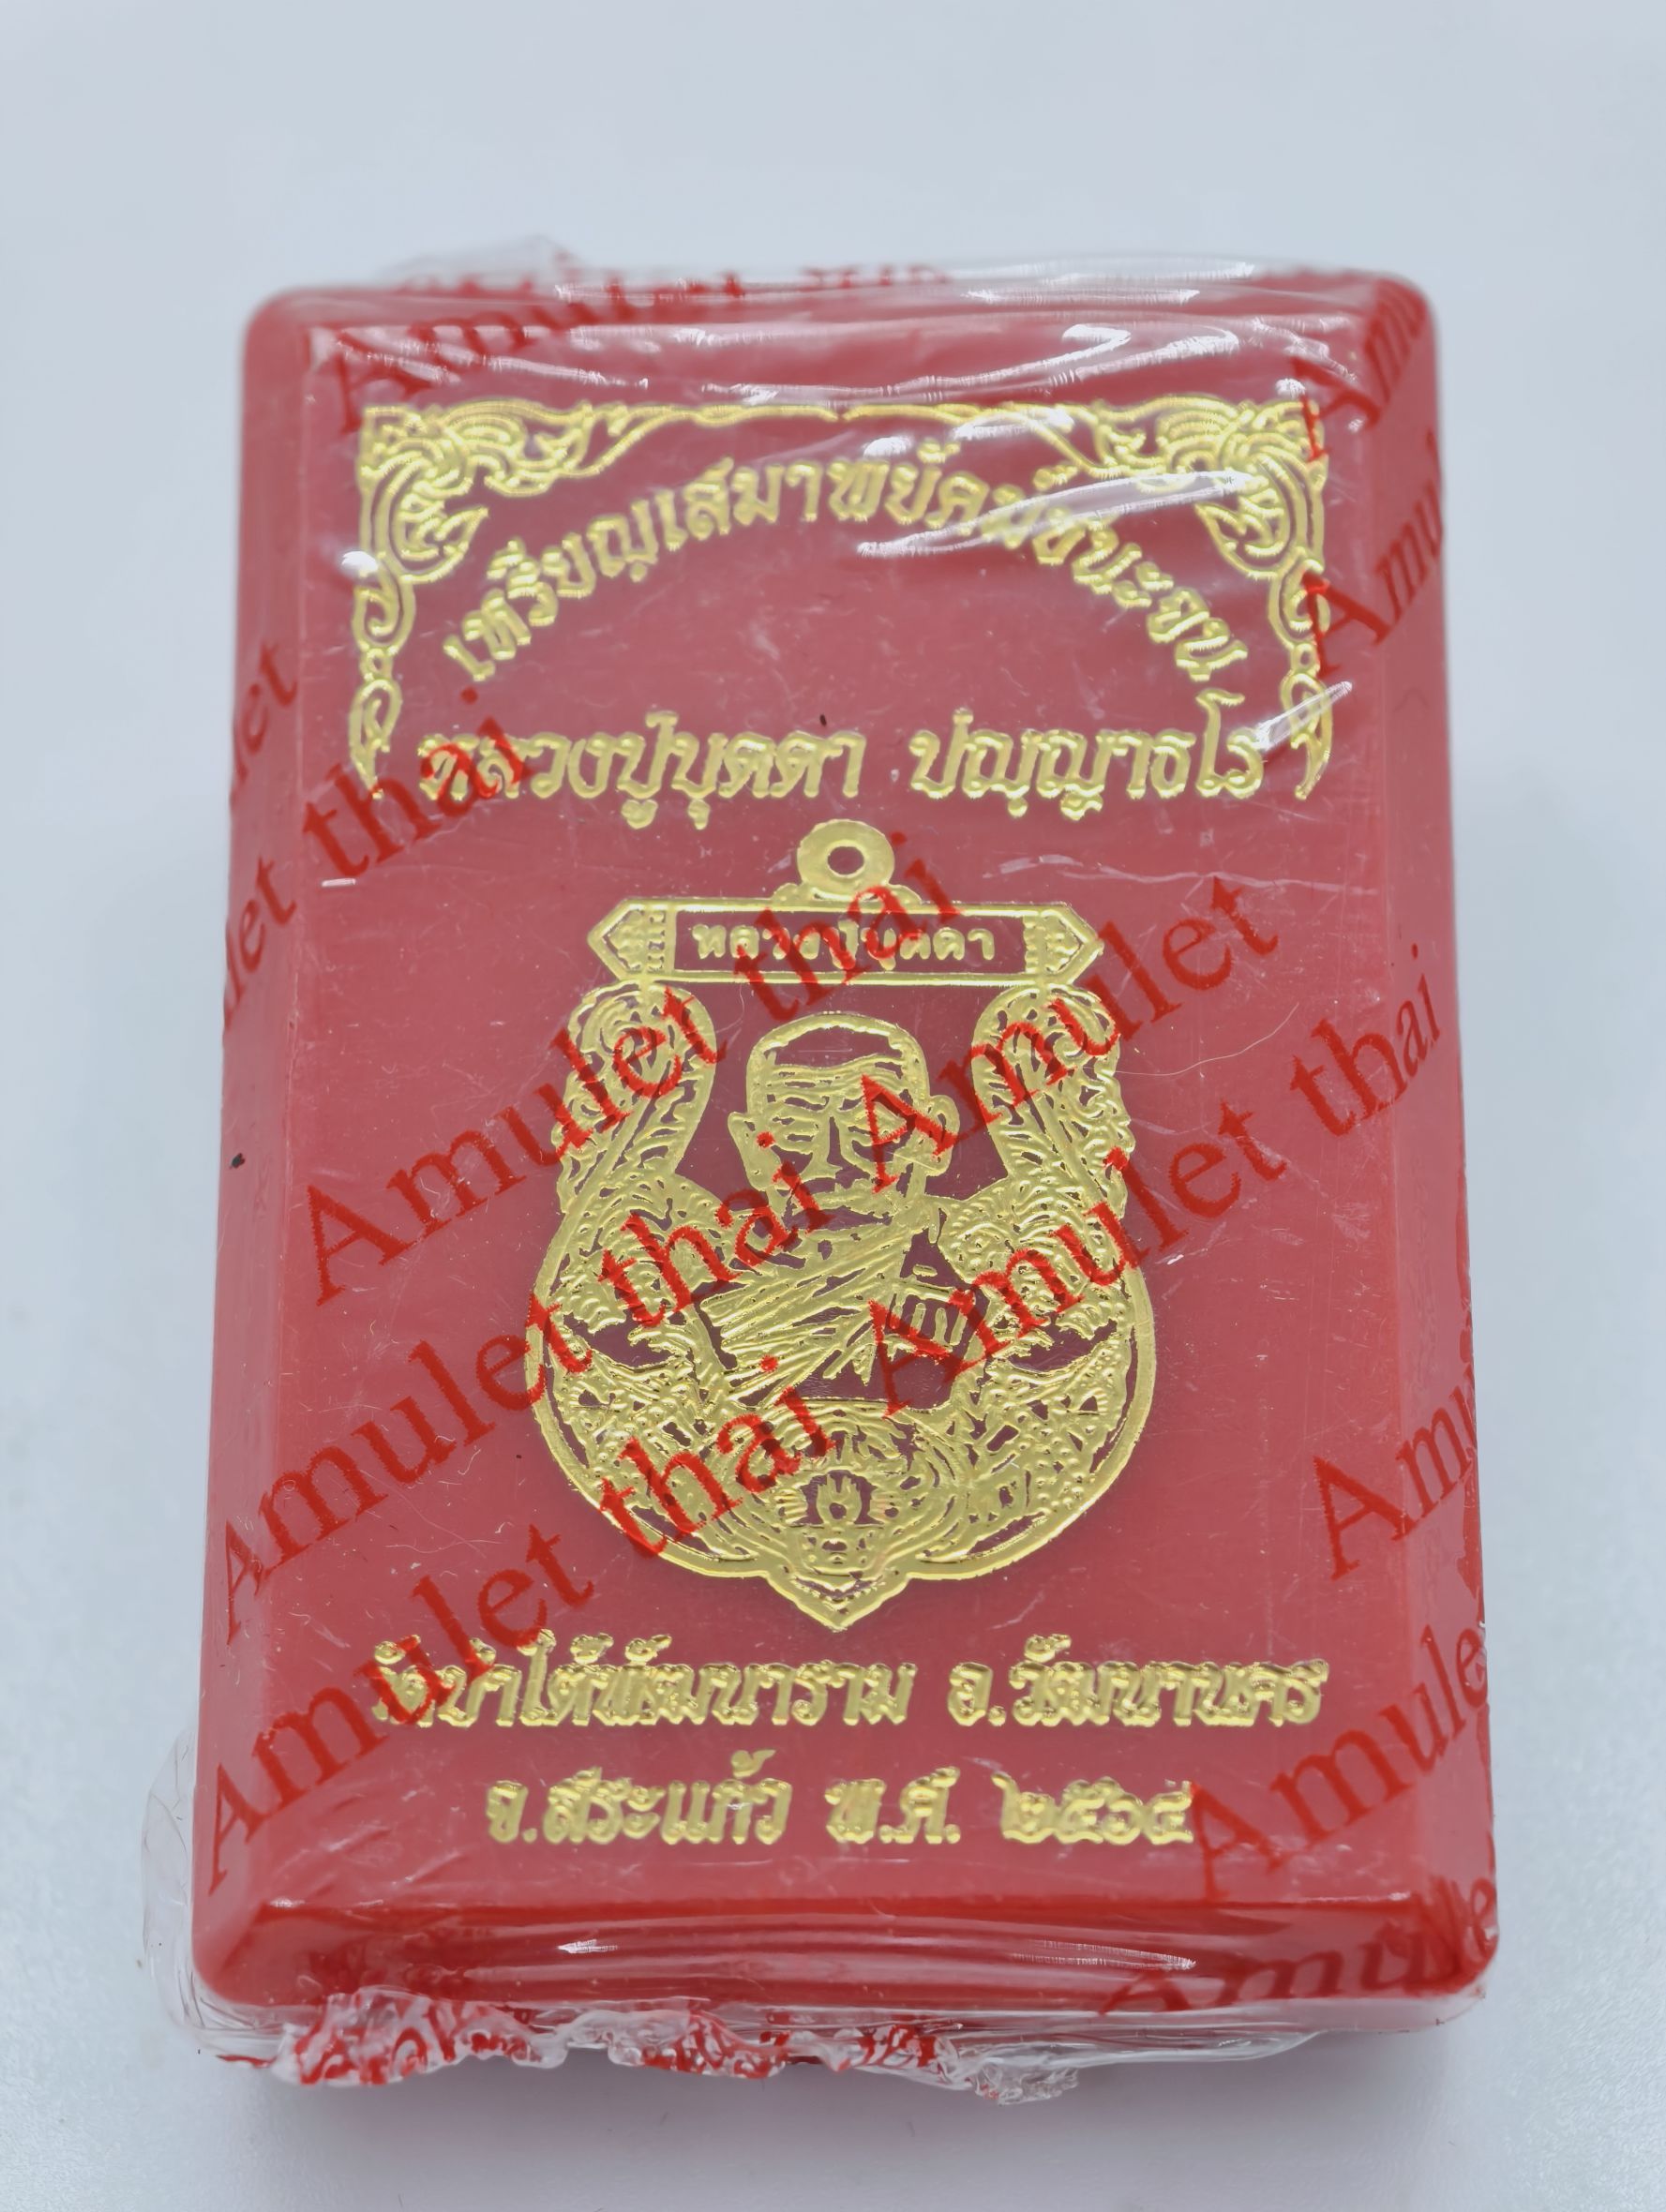 เหรียญเสมาพยัคฆ์ชนะจน
หลวงปู่บุดดา ปญฺญาธโร
หลวงปู่บุดดา
วัดป่าใต้พัฒนาราม อ.วัฒนานคร
จ.สระแก้ว พ.ศ. ๒๕๖๕
Amulet thai
Amulet thai Amulet
Amulet thai Amulet thai